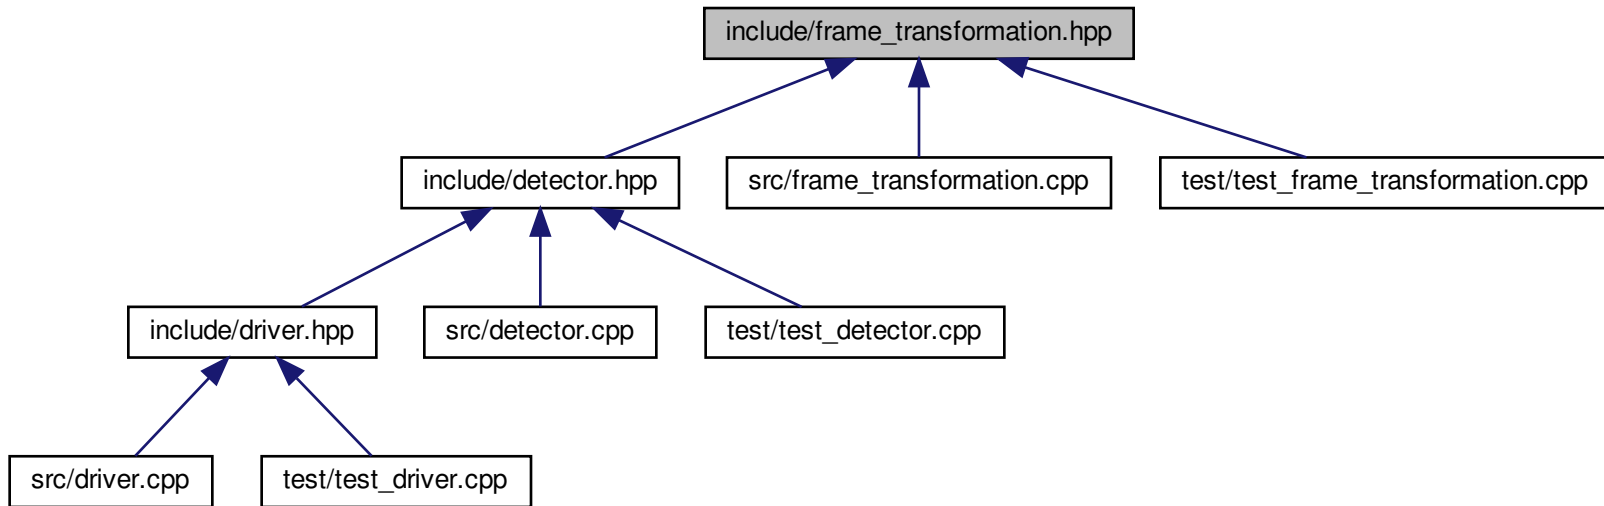 include/frame_transformation.hpp
include/detector.hpp
src/frame_transformation.cpp
test/test_frame_transformation.cpp
include/driver.hpp
src/detector.cpp
test/test_detector.cpp
src/driver.cpp
test/test_driver.cpp